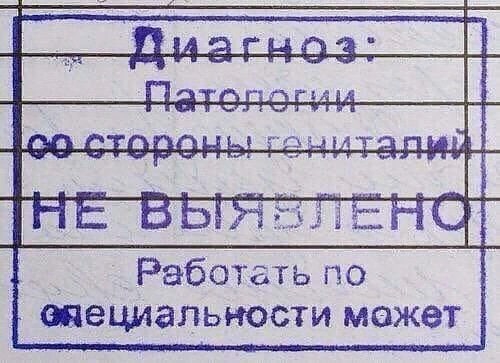 Диагноз:
Патологии
со стороны гениталий
НЕ ВЫЯВЛЕНО
Работать по
специальности может